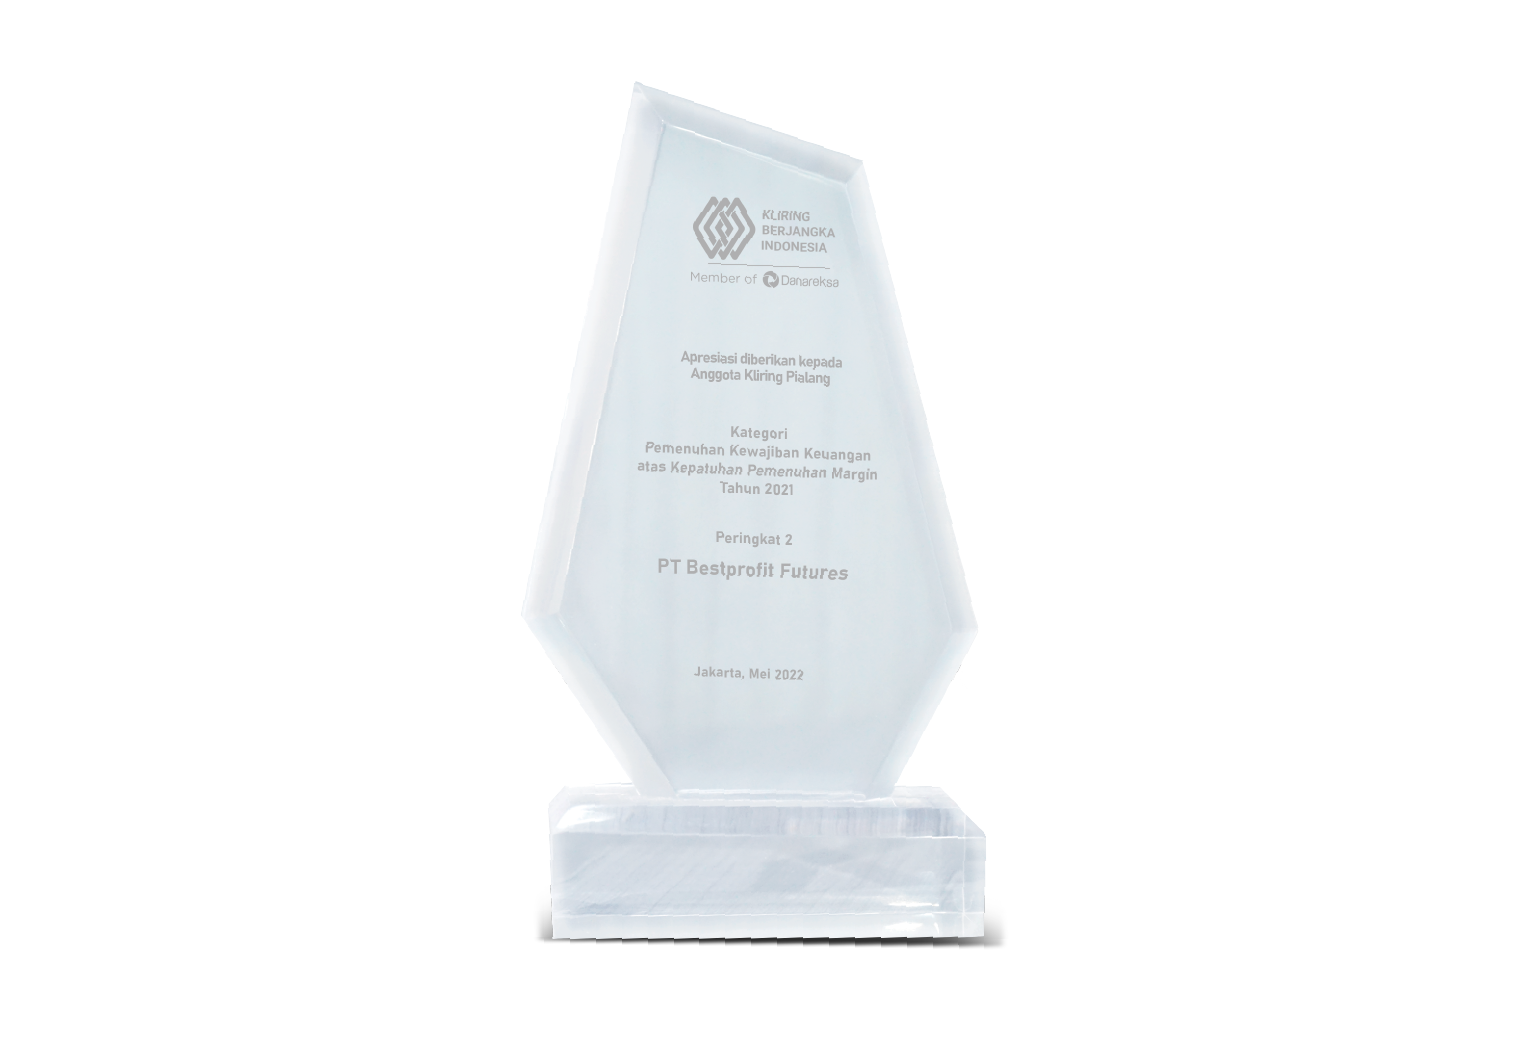 KLIRING
BERJANGKA
INDONESIA
Member of Danareksa
Apresiasi diberikan kepada
Anggota Kliring Pialang
Kategori
Pemenuhan Kewajiban Keuangan
atas Kepatuhan Pemenuhan Margin
Tahun 2021
Peringkat 2
PT Bestprofit Futures
Jakarta, Mei 2022